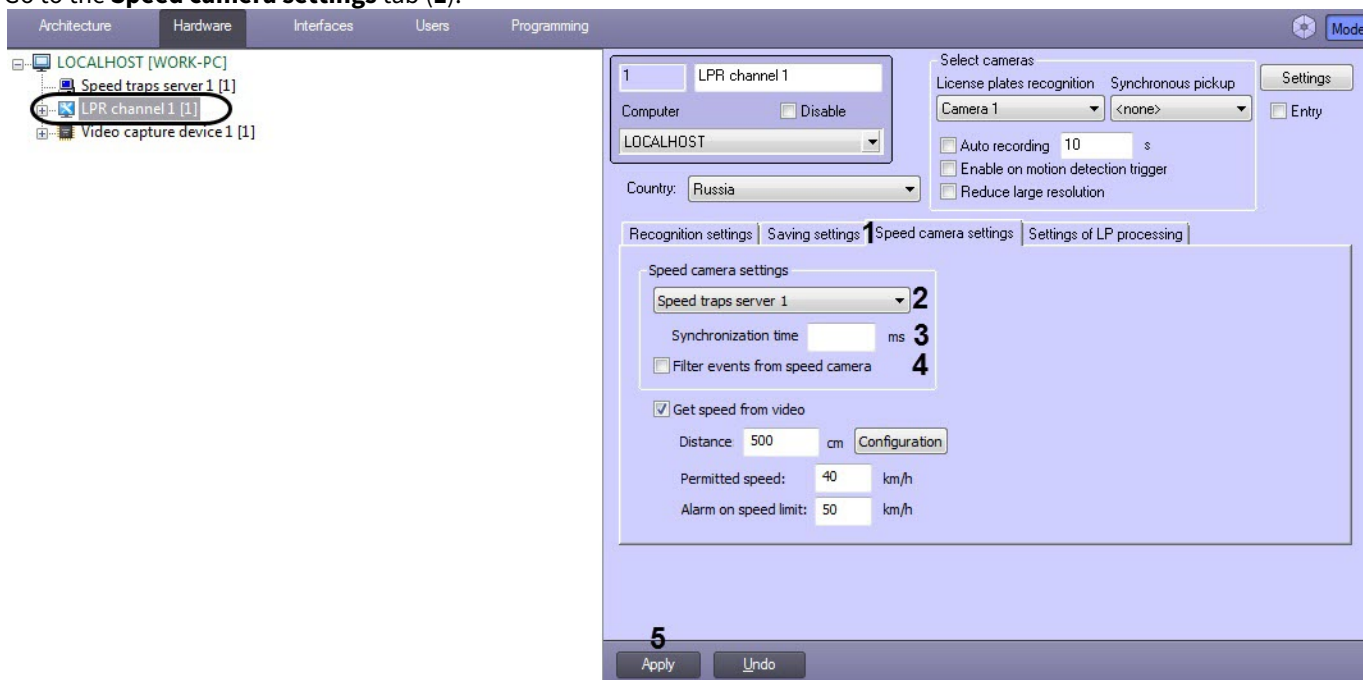 Go to the Speed camera settings tab (1).
Architecture Hardware Interfaces Users Programming Mode
LOCALHOST [WORK-PC]
Speed traps server 1 [1]
LPR channel 1 [1]
Video capture device 1 [1]
1 LPR channel 1
Computer Disable
LOCALHOST
Country: Russia
Select cameras
License plates recognition Synchronous pickup
Camera 1 <none>
Auto recording 10 s
Enable on motion detection trigger
Reduce large resolution
Settings
Entry
Recognition settings Saving settings 1 Speed camera settings Settings of LP processing
Speed camera settings
Speed traps server 1 2
Synchronization time ms 3
Filter events from speed camera 4
Get speed from video
Distance 500 cm Configuration
Permitted speed: 40 km/h
Alarm on speed limit: 50 km/h
5
Apply Undo